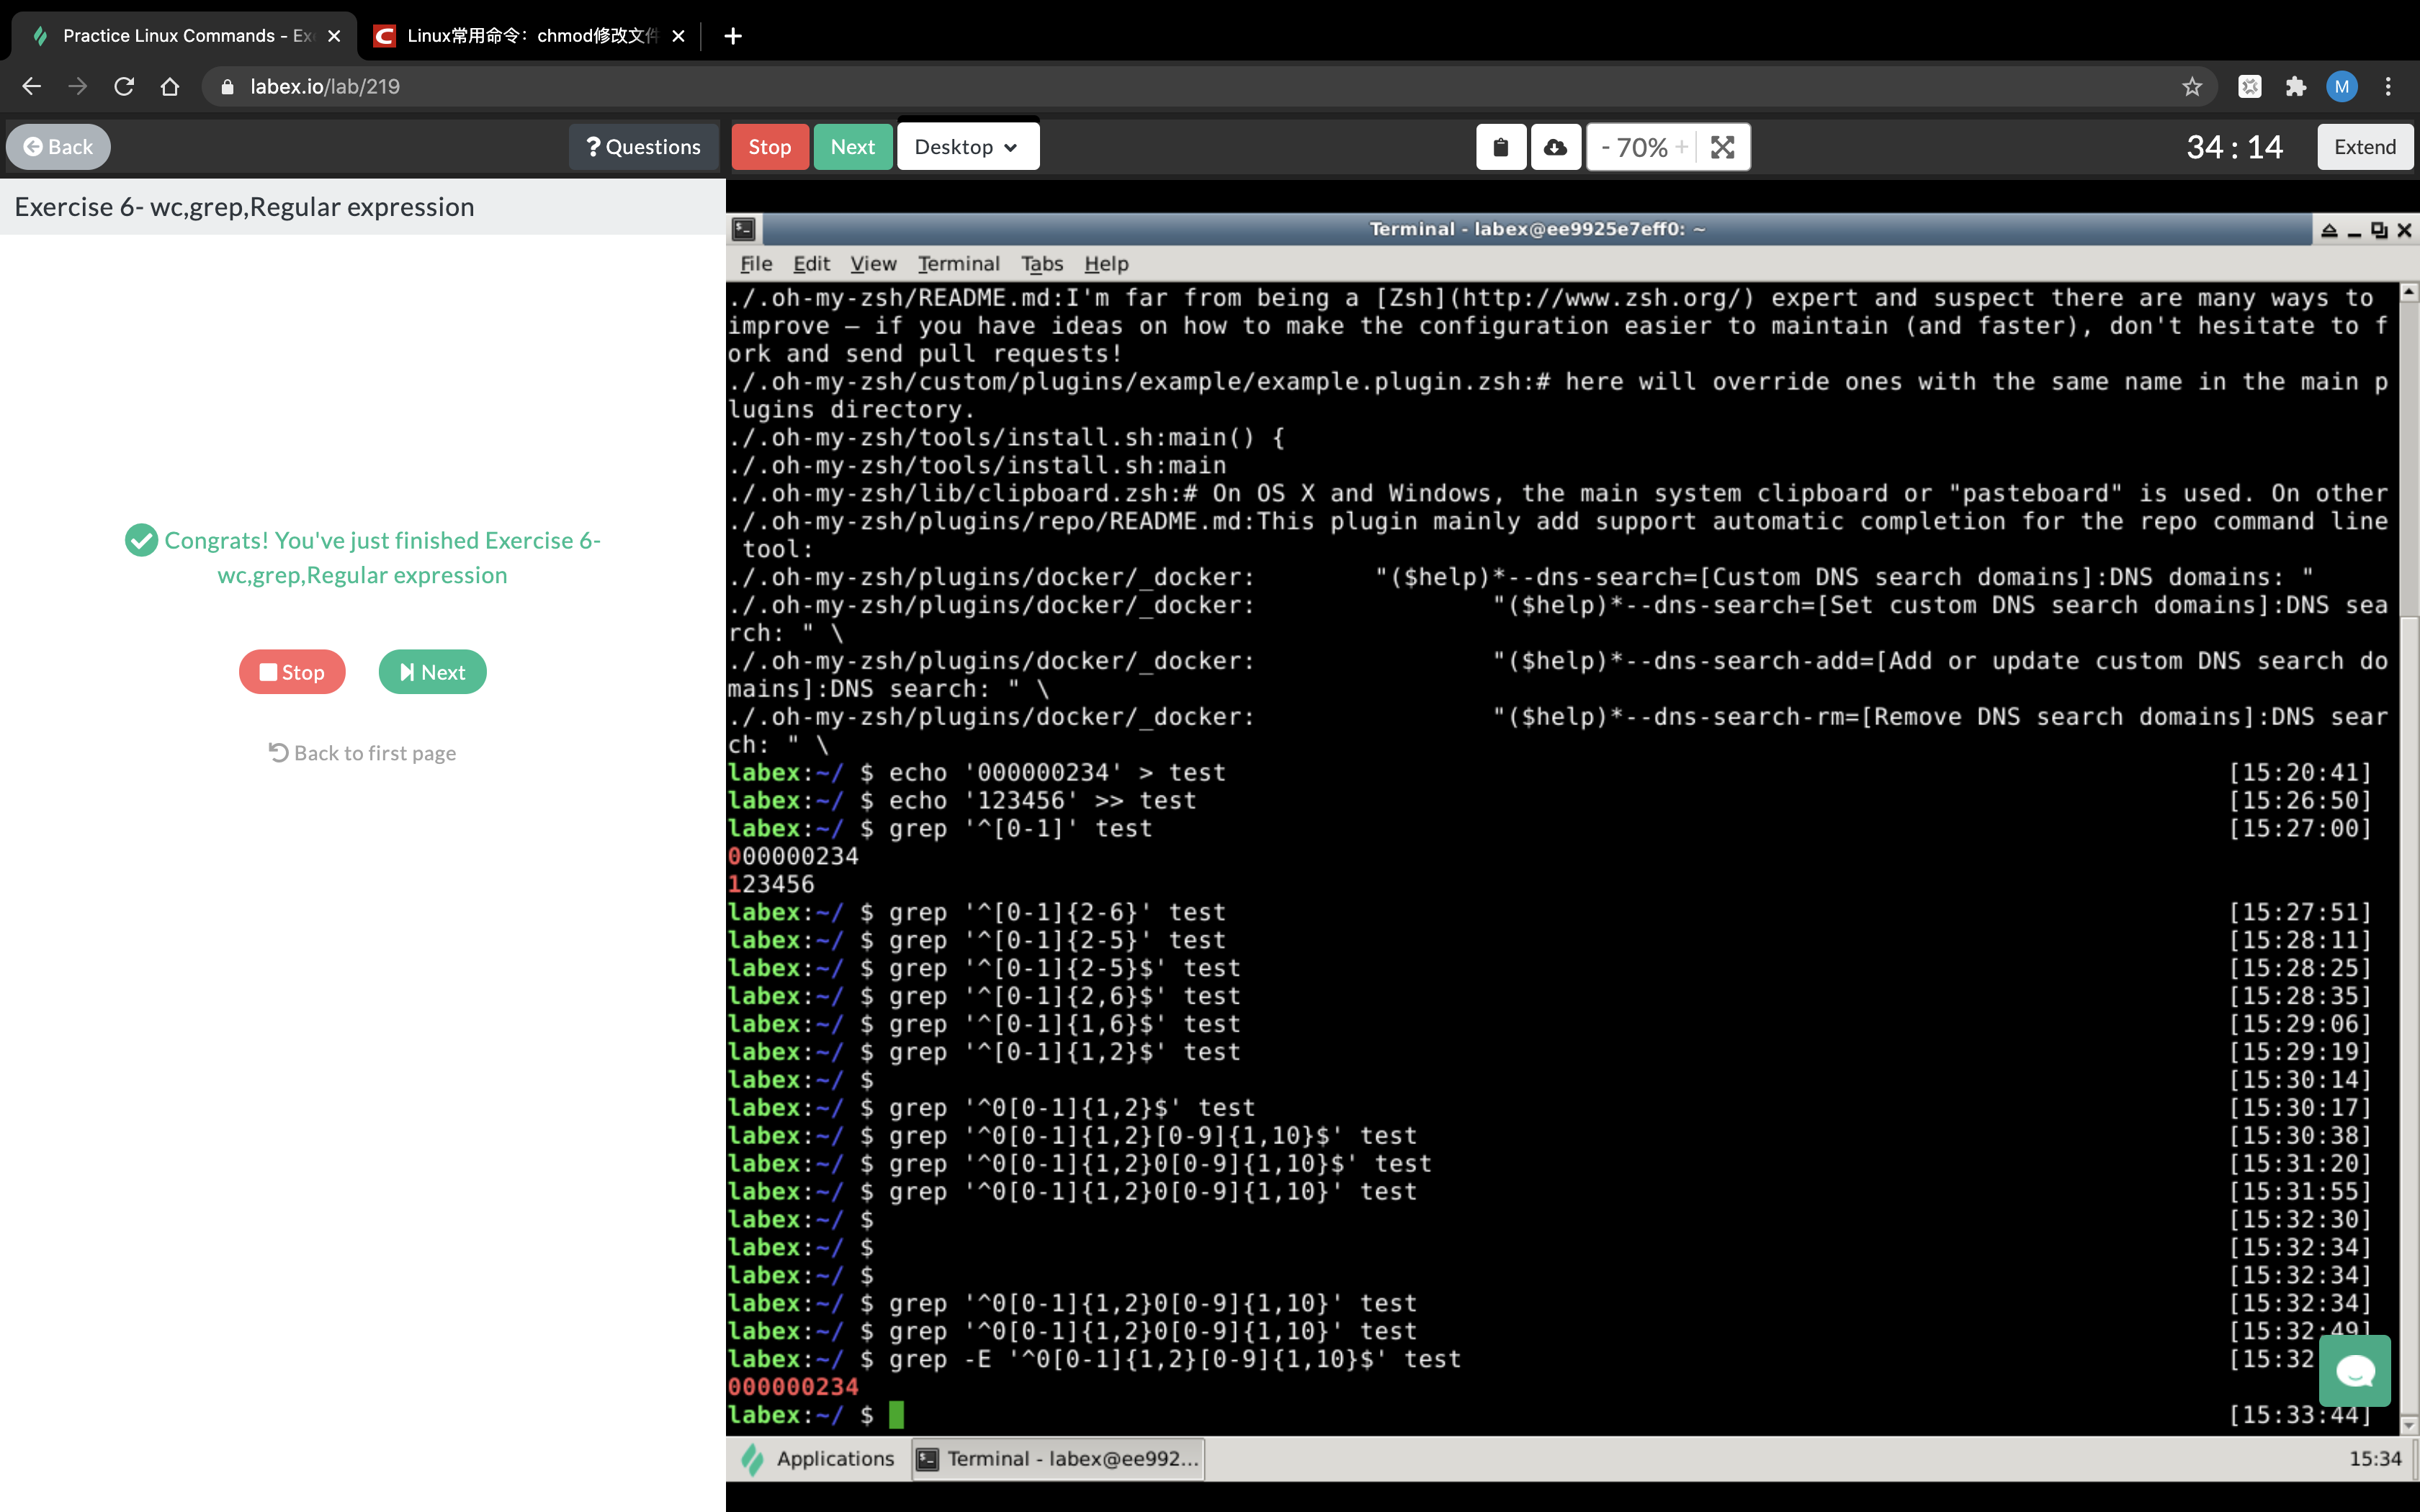 Practice Linux Commands - Ex
Linux常用命令：chmod修改文件
labex.io/lab/219
M
Back
? Questions
Stop
Next
Desktop
- 70% +
34 : 14
Extend
Exercise 6- wc,grep,Regular expression
Congrats! You've just finished Exercise 6-
wc,grep,Regular expression
Stop
Next
Back to first page
Terminal - labex@ee9925e7eff0: ~
File Edit View Terminal Tabs Help
./.oh-my-zsh/README.md:I'm far from being a [Zsh](http://www.zsh.org/) expert and suspect there are many ways to
improve – if you have ideas on how to make the configuration easier to maintain (and faster), don't hesitate to f
ork and send pull requests!
./.oh-my-zsh/custom/plugins/example/example.plugin.zsh:# here will override ones with the same name in the main p
lugins directory.
./.oh-my-zsh/tools/install.sh:main() {
./.oh-my-zsh/tools/install.sh:main
./.oh-my-zsh/lib/clipboard.zsh:# On OS X and Windows, the main system clipboard or "pasteboard" is used. On other
./.oh-my-zsh/plugins/repo/README.md:This plugin mainly add support automatic completion for the repo command line
tool:
./.oh-my-zsh/plugins/docker/_docker: "($help)*--dns-search=[Custom DNS search domains]:DNS domains: "
./.oh-my-zsh/plugins/docker/_docker: "($help)*--dns-search=[Set custom DNS search domains]:DNS sea
rch: " \
./.oh-my-zsh/plugins/docker/_docker: "($help)*--dns-search-add=[Add or update custom DNS search do
mains]:DNS search: " \
./.oh-my-zsh/plugins/docker/_docker: "($help)*--dns-search-rm=[Remove DNS search domains]:DNS sear
ch: " \
labex:~/ $ echo '000000234' > test [15:20:41]
labex:~/ $ echo '123456' >> test [15:26:50]
labex:~/ $ grep '^[0-1]' test [15:27:00]
000000234
123456
labex:~/ $ grep '^[0-1]{2-6}' test [15:27:51]
labex:~/ $ grep '^[0-1]{2-5}' test [15:28:11]
labex:~/ $ grep '^[0-1]{2-5}$' test [15:28:25]
labex:~/ $ grep '^[0-1]{2,6}$' test [15:28:35]
labex:~/ $ grep '^[0-1]{1,6}$' test [15:29:06]
labex:~/ $ grep '^[0-1]{1,2}$' test [15:29:19]
labex:~/ $ [15:30:14]
labex:~/ $ grep '^0[0-1]{1,2}$' test [15:30:17]
labex:~/ $ grep '^0[0-1]{1,2}[0-9]{1,10}$' test [15:30:38]
labex:~/ $ grep '^0[0-1]{1,2}0[0-9]{1,10}$' test [15:31:20]
labex:~/ $ grep '^0[0-1]{1,2}0[0-9]{1,10}' test [15:31:55]
labex:~/ $ [15:32:30]
labex:~/ $ [15:32:34]
labex:~/ $ [15:32:34]
labex:~/ $ grep '^0[0-1]{1,2}0[0-9]{1,10}' test [15:32:34]
labex:~/ $ grep '^0[0-1]{1,2}0[0-9]{1,10}' test [15:32:49]
labex:~/ $ grep -E '^0[0-1]{1,2}[0-9]{1,10}$' test [15:32
000000234
labex:~/ $ [15:33:44]
Applications
Terminal - labex@ee992...
15:34